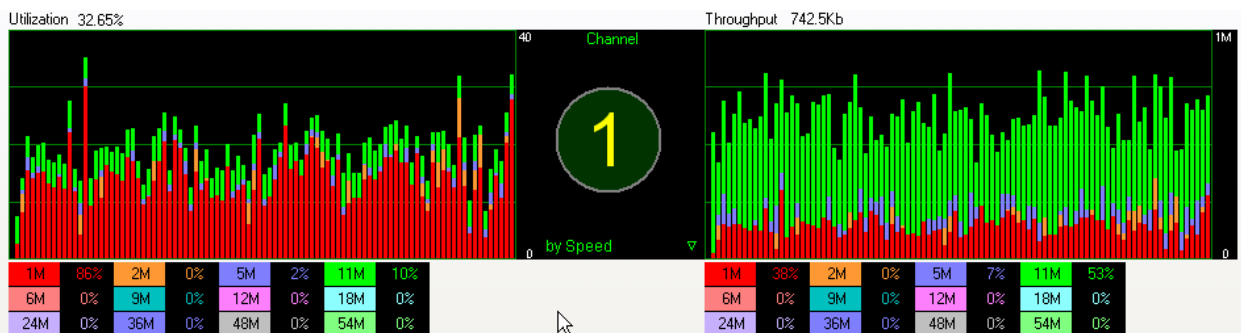 Utilization 32.65% Throughput 742.5Kb
40 Channel 1M
1
0 by Speed 0
1M 86% 2M 0% 5M 2% 11M 10% 1M 38% 2M 0% 5M 7% 11M 53%
6M 0% 9M 0% 12M 0% 18M 0% 6M 0% 9M 0% 12M 0% 18M 0%
24M 0% 36M 0% 48M 0% 54M 0% 24M 0% 36M 0% 48M 0% 54M 0%